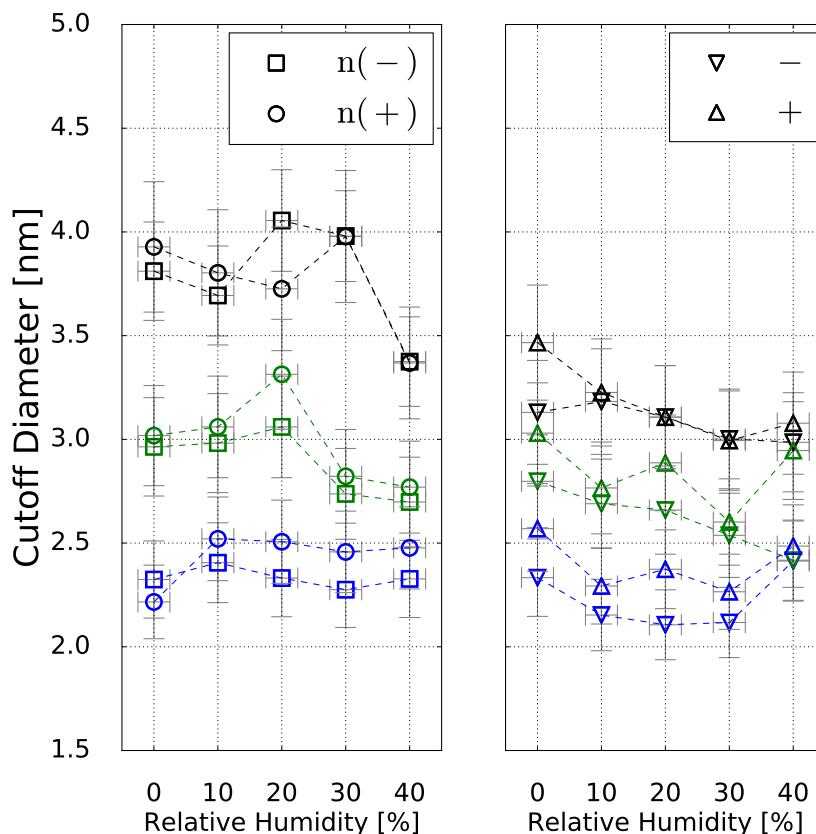 Cutoff Diameter [nm]
5.0
4.5
4.0
3.5
3.0
2.5
2.0
1.5
n(−)
n(+)
0 10 20 30 40
Relative Humidity [%]
−
+
0 10 20 30 40
Relative Humidity [%]